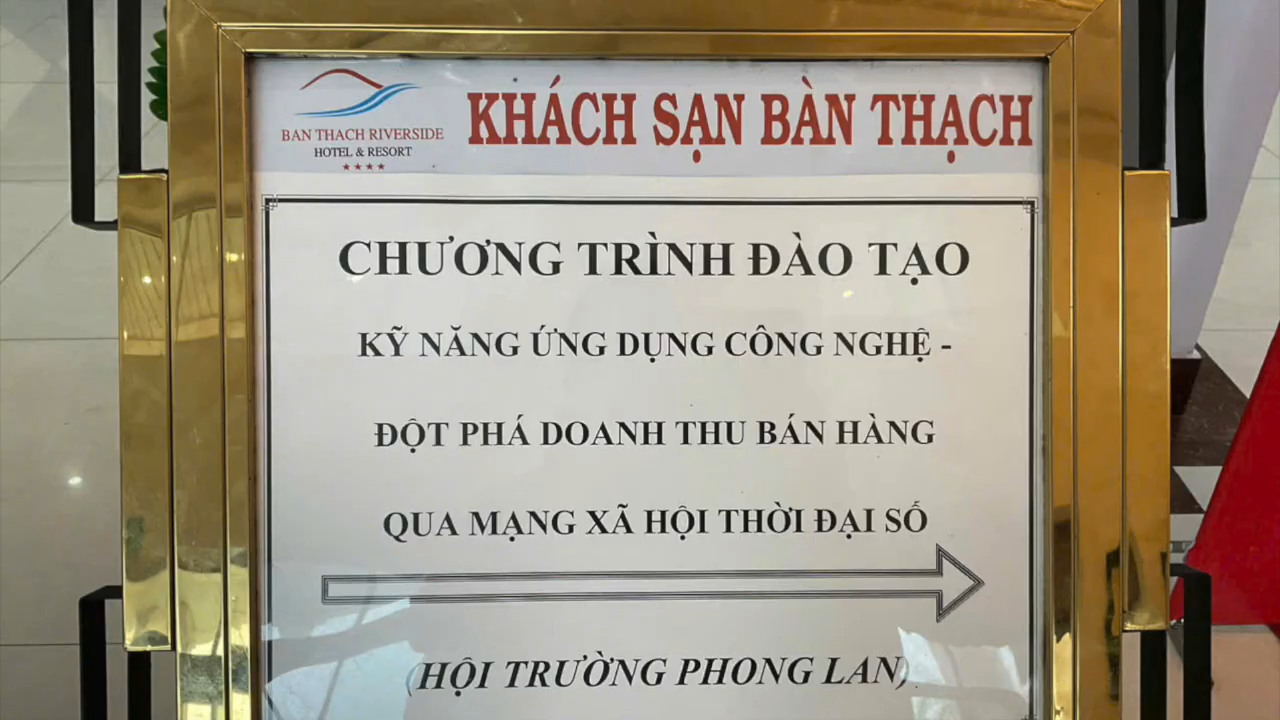 BAN THACH RIVERSIDE
HOTEL & RESORT
KHÁCH SẠN BÀN THẠCH
CHƯƠNG TRÌNH ĐÀO TẠO
KỸ NĂNG ỨNG DỤNG CÔNG NGHỆ -
ĐỘT PHÁ DOANH THU BÁN HÀNG
QUA MẠNG XÃ HỘI THỜI ĐẠI SỐ
(HỘI TRƯỜNG PHONG LAN)